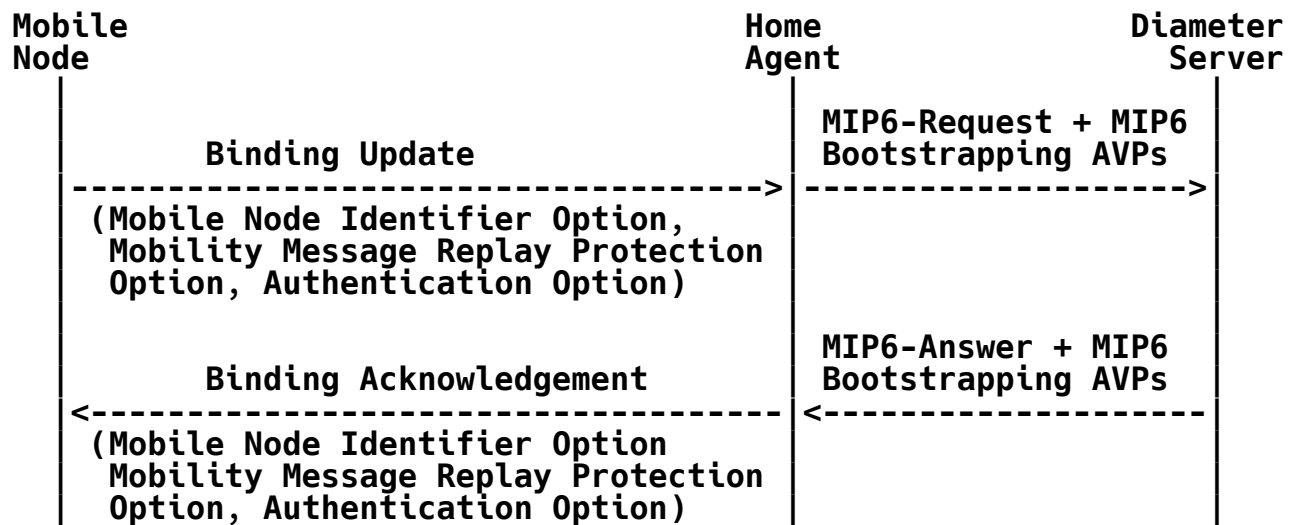 Mobile Home Diameter
Node Agent Server
MIP6-Request + MIP6
Binding Update Bootstrapping AVPs
|------------------------------------>|-------------------->|
(Mobile Node Identifier Option,
Mobility Message Replay Protection
Option, Authentication Option)
MIP6-Answer + MIP6
Binding Acknowledgement Bootstrapping AVPs
|<------------------------------------|<--------------------|
(Mobile Node Identifier Option
Mobility Message Replay Protection
Option, Authentication Option)